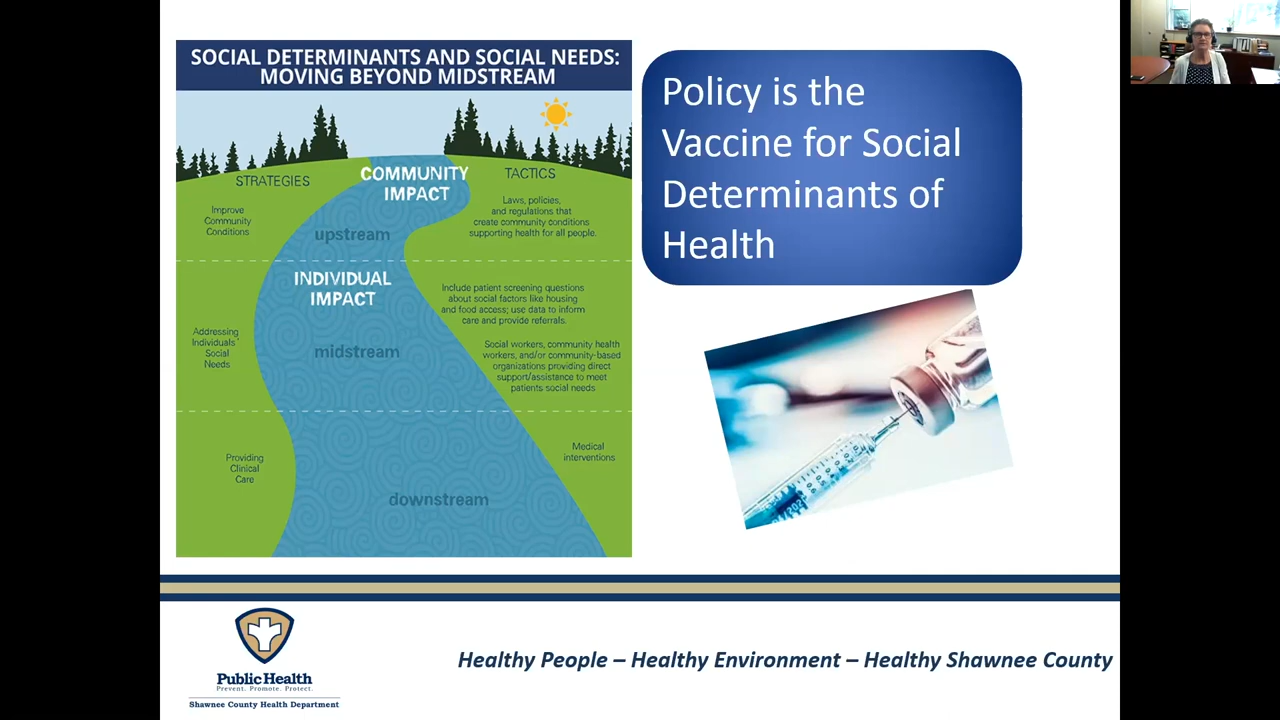 SOCIAL DETERMINANTS AND SOCIAL NEEDS:
MOVING BEYOND MIDSTREAM
STRATEGIES
COMMUNITY
IMPACT
TACTICS
Improve
Community
Conditions
upstream
Laws, policies,
and regulations that
create community conditions
supporting health for all people.
INDIVIDUAL
IMPACT
Addressing
Individuals'
Social
Needs
midstream
Include patient screening questions
about social factors like housing
and food access; use data to inform
care and provide referrals.
Social workers, community health
workers, and/or community-based
organizations providing direct
support/assistance to meet
patients social needs
Providing
Clinical
Care
downstream
Medical
interventions
Policy is the
Vaccine for Social
Determinants of
Health
Public Health
Prevent. Promote. Protect.
Shawnee County Health Department
Healthy People – Healthy Environment – Healthy Shawnee County